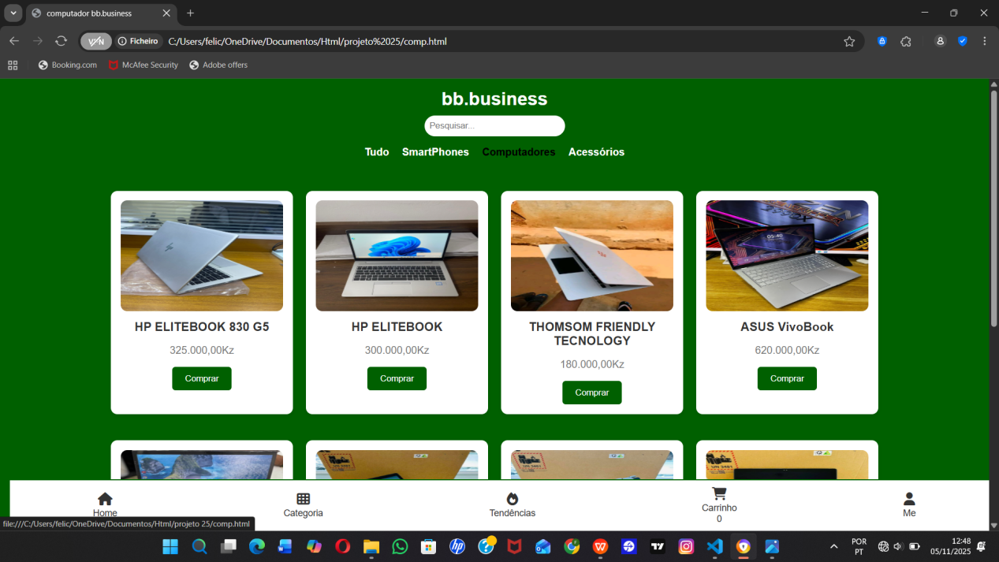 computador bb.business
VPN
Ficheiro
C:/Users/felic/OneDrive/Documentos/Html/projeto%2025/comp.html
Booking.com
McAfee Security
Adobe offers
bb.business
Pesquisar...
Tudo SmartPhones Computadores Acessórios
HP ELITEBOOK 830 G5
325.000,00Kz
Comprar
HP ELITEBOOK
300.000,00Kz
Comprar
THOMSOM FRIENDLY
TECNOLOGY
180.000,00Kz
Comprar
ASUS VivoBook
620.000,00Kz
Comprar
Home
Categoria
Tendências
Carrinho
0
Me
file:///C:/Users/felic/OneDrive/Documentos/Html/projeto 25/comp.html
POR
PT
12:48
05/11/2025